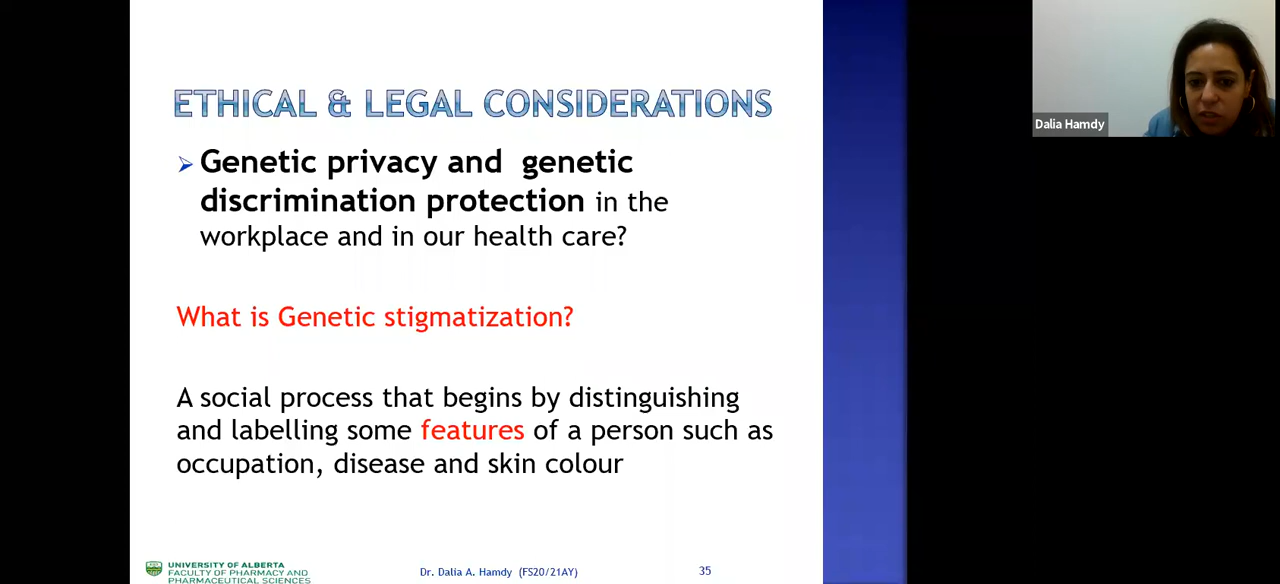 ETHICAL & LEGAL CONSIDERATIONS
Dalia Hamdy
➢ Genetic privacy and genetic
discrimination protection in the
workplace and in our health care?
What is Genetic stigmatization?
A social process that begins by distinguishing
and labelling some features of a person such as
occupation, disease and skin colour
UNIVERSITY OF ALBERTA
FACULTY OF PHARMACY AND
PHARMACEUTICAL SCIENCES
Dr. Dalia A. Hamdy (FS20/21AY)
35